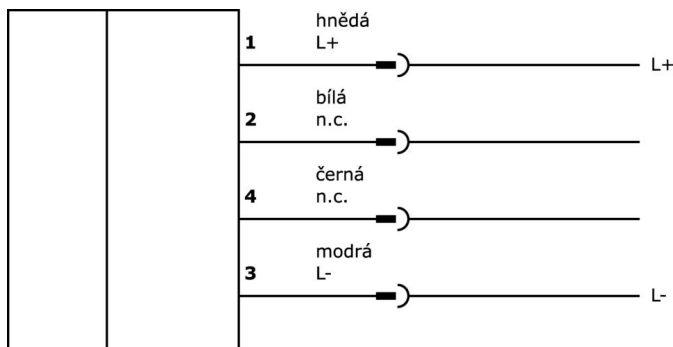 hnědá
1 L+
L+
bílá
2 n.c.
černá
4 n.c.
modrá
3 L-
L-